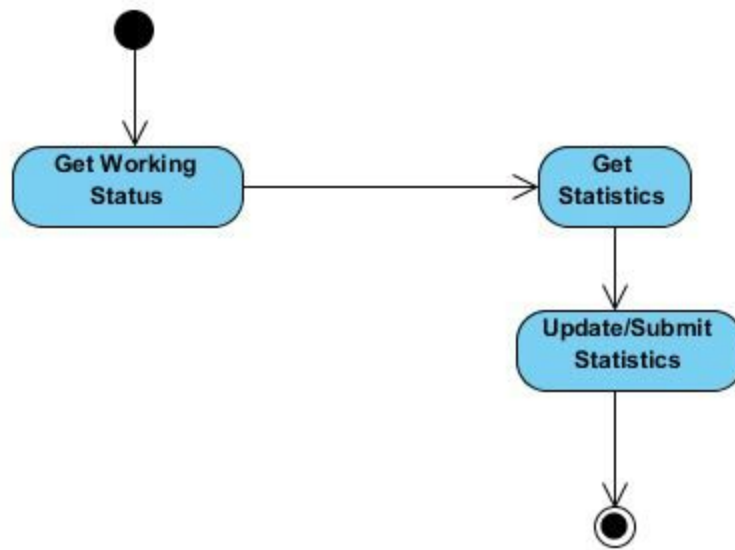 Get Working
Status
Get
Statistics
Update/Submit
Statistics